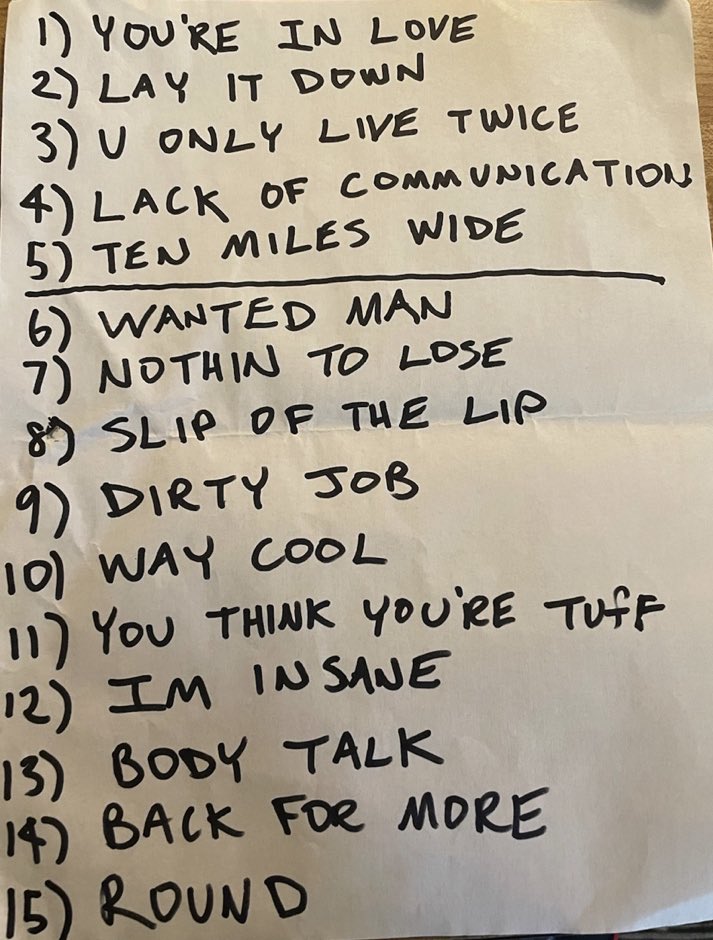 1) YOU'RE IN LOVE
2) LAY IT DOWN
3) U ONLY LIVE TWICE
4) LACK OF COMMUNICATION
5) TEN MILES WIDE
6) WANTED MAN
7) NOTHIN TO LOSE
8) SLIP OF THE LIP
9) DIRTY JOB
10) WAY COOL
11) YOU THINK YOU'RE TUFF
12) IM INSANE
13) BODY TALK
14) BACK FOR MORE
15) ROUND